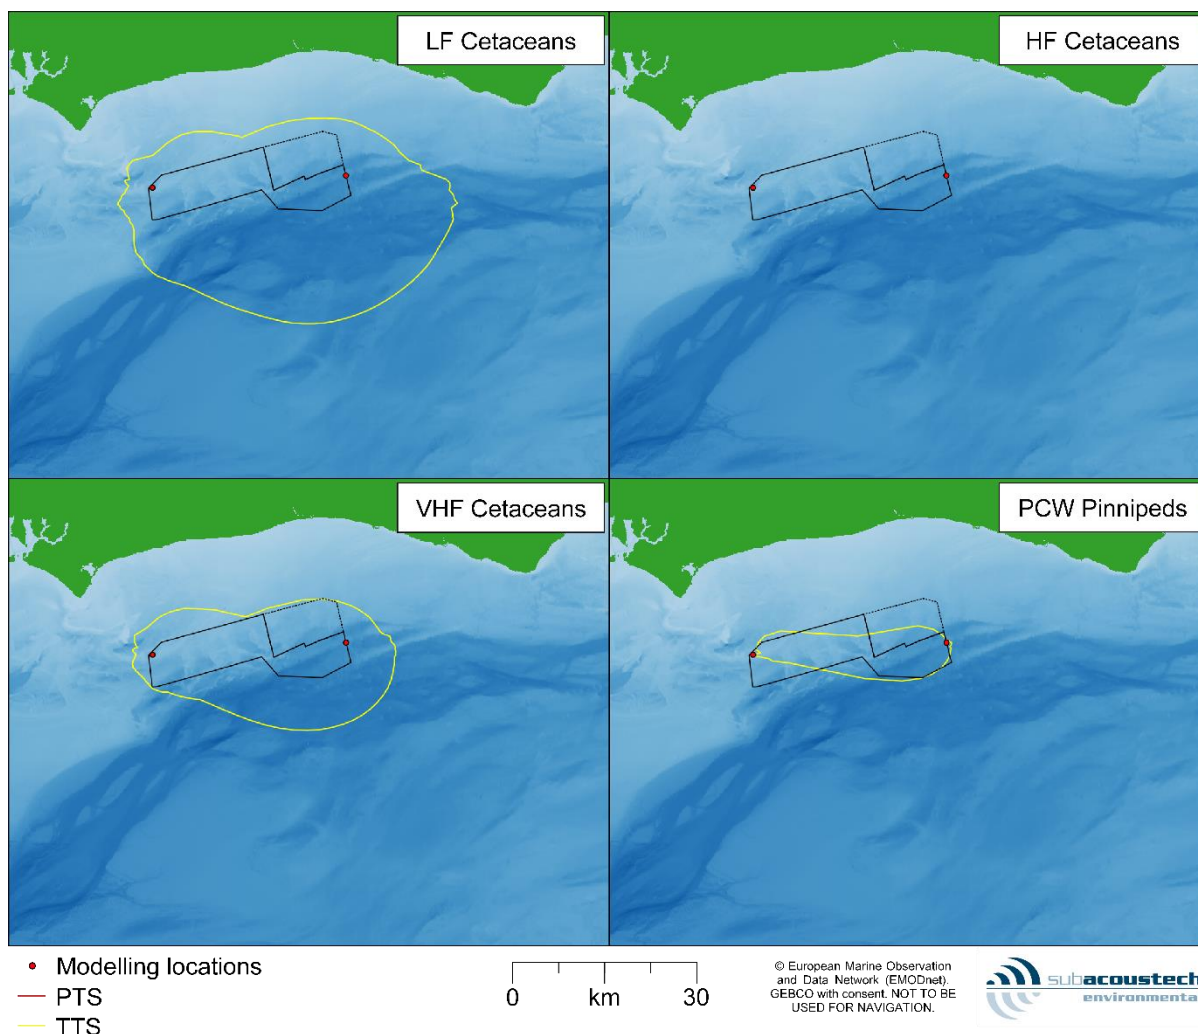 LF Cetaceans
HF Cetaceans
VHF Cetaceans
PCW Pinnipeds
Modelling locations
PTS
TTS
0 km 30
© European Marine Observation
and Data Network (EMODnet).
GEBCO with consent. NOT TO BE
USED FOR NAVIGATION.
subacoustech
environmental